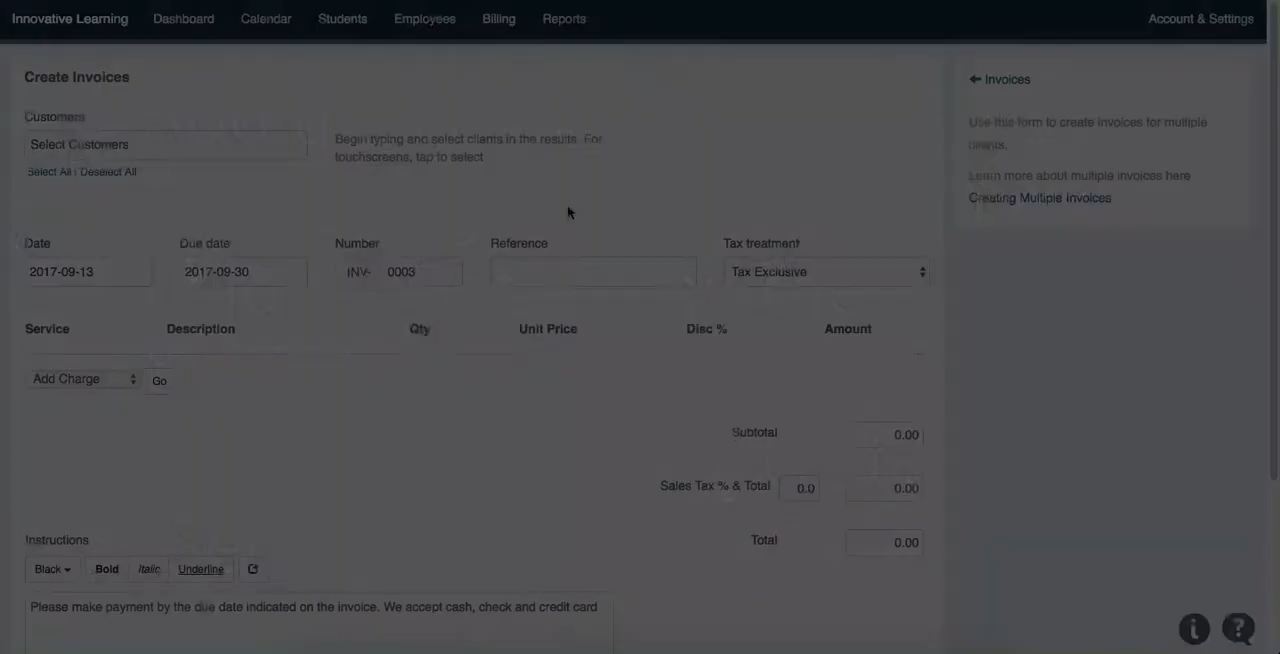 Innovative Learning Dashboard Calendar Students Employees Billing Reports Account & Settings
Create Invoices
Customers
Select Customers
Select All | Deselect All
Begin typing and select clients in the results. For
touchscreens, tap to select
Date Due date Number Reference Tax treatment
2017-09-13 2017-09-30 INV- 0003 Tax Exclusive
Service Description Qty Unit Price Disc % Amount
Add Charge Go
Subtotal 0.00
Sales Tax % & Total 0.0 0.00
Total 0.00
Instructions
Black Bold Italic Underline
Please make payment by the due date indicated on the invoice. We accept cash, check and credit card
Invoices
Use this form to create invoices for multiple
clients.
Learn more about multiple invoices here
Creating Multiple Invoices
i ?